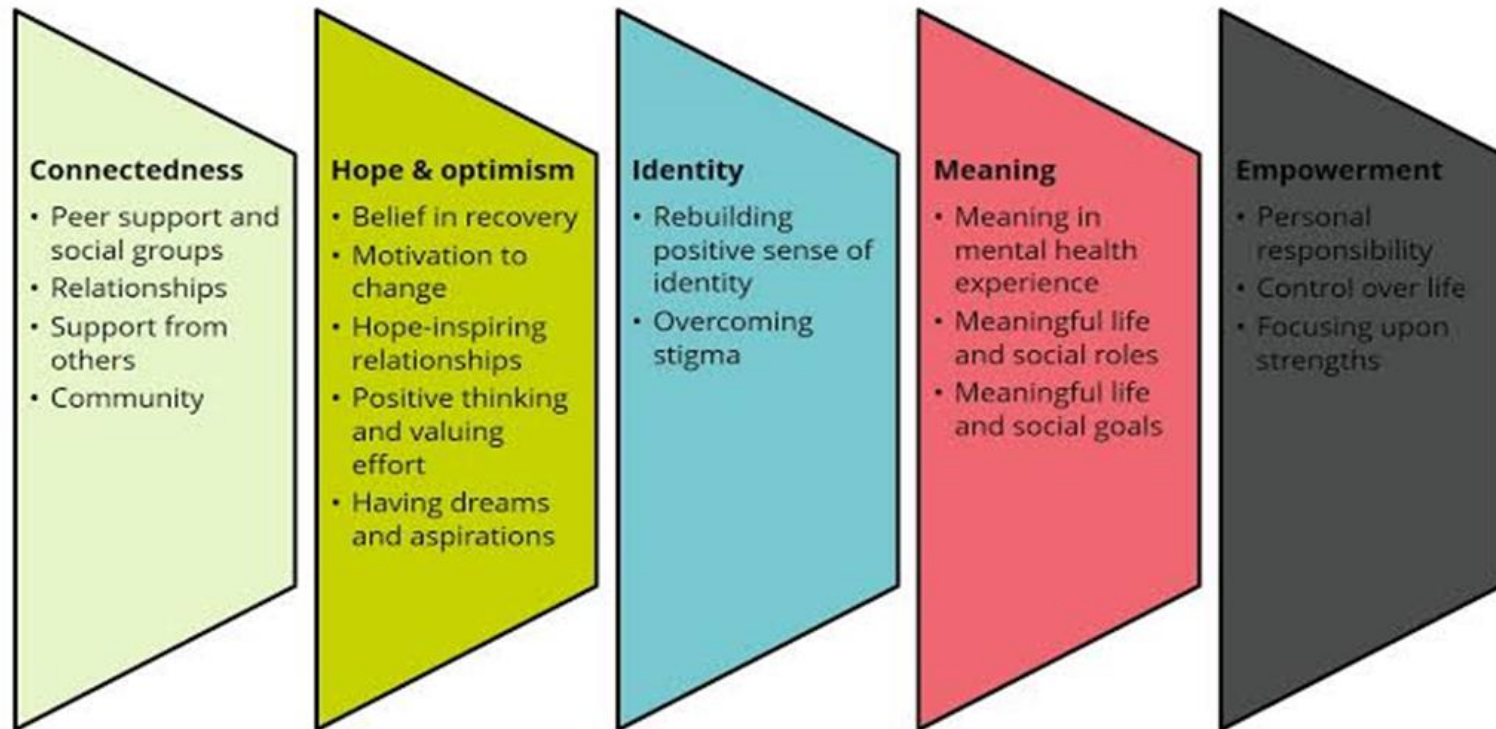 Connectedness
• Peer support and
social groups
• Relationships
• Support from
others
• Community
Hope & optimism
• Belief in recovery
• Motivation to
change
• Hope-inspiring
relationships
• Positive thinking
and valuing
effort
• Having dreams
and aspirations
Identity
• Rebuilding
positive sense of
identity
• Overcoming
stigma
Meaning
• Meaning in
mental health
experience
• Meaningful life
and social roles
• Meaningful life
and social goals
Empowerment
• Personal
responsibility
• Control over life
• Focusing upon
strengths